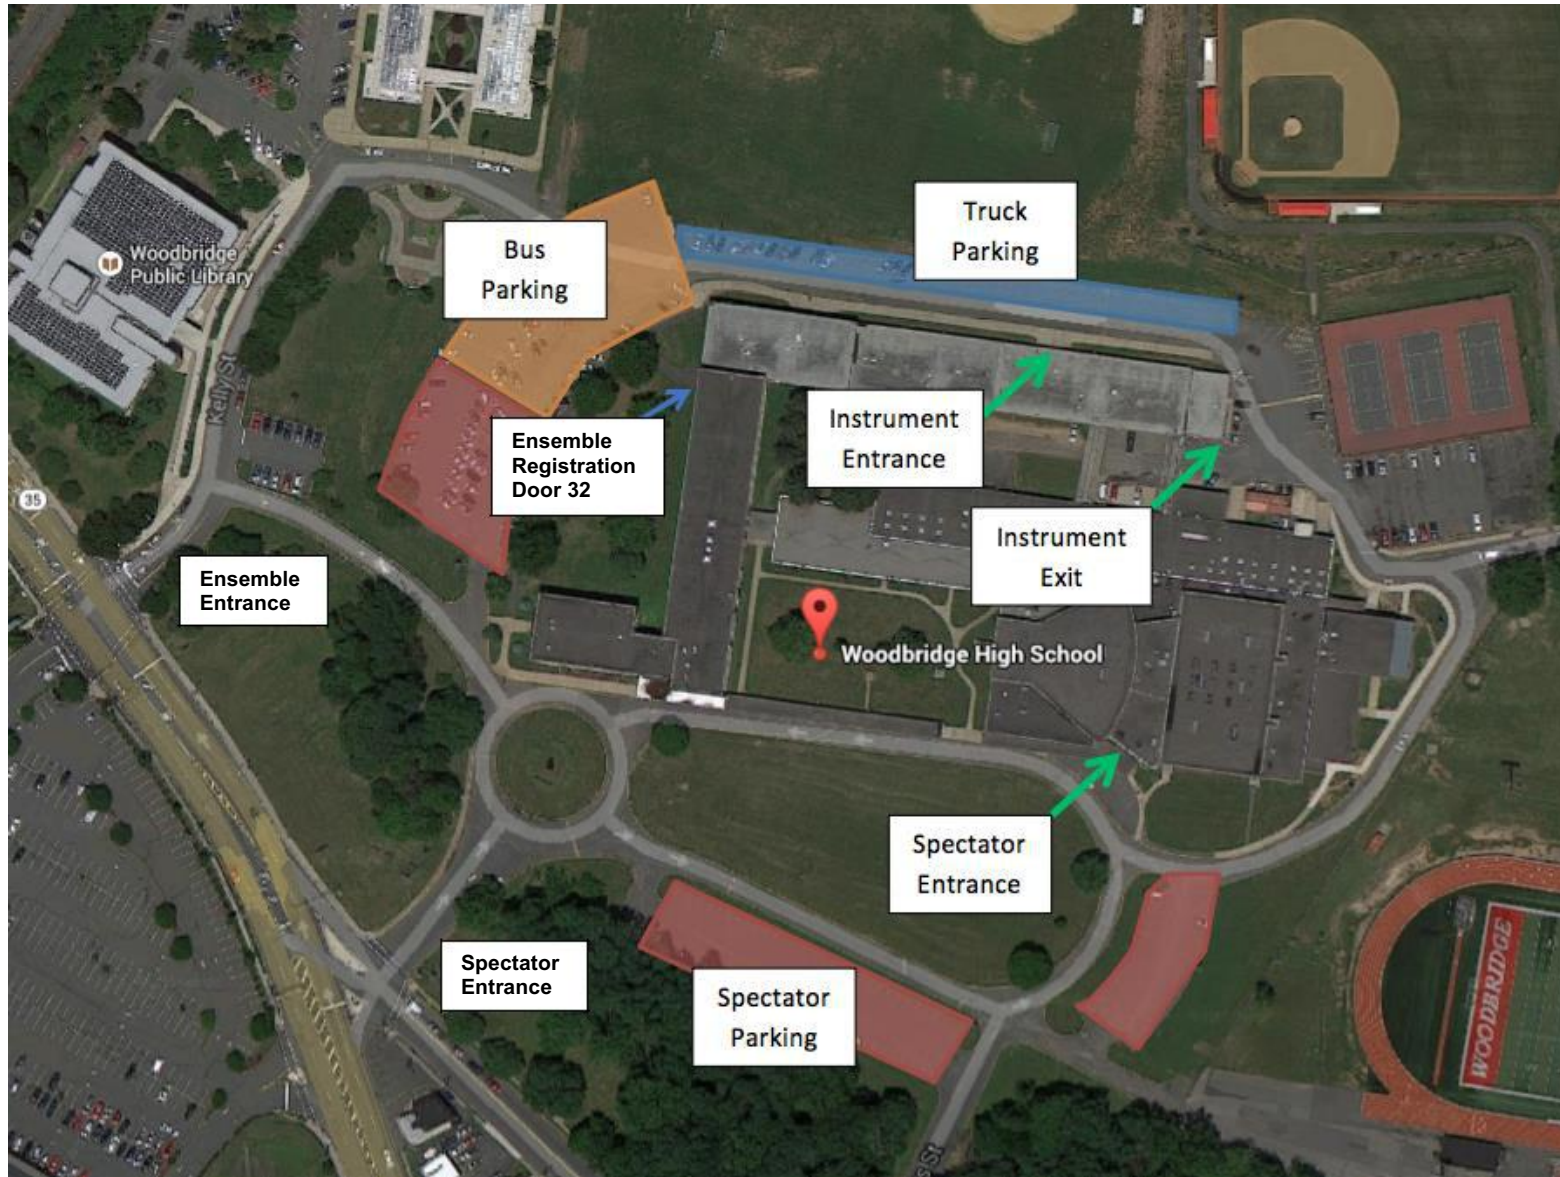 Truck
Parking
Bus
Parking
Woodbridge
Public Library
Kelly St
Instrument
Entrance
Ensemble
Registration
Door 32
35
Instrument
Exit
Ensemble
Entrance
Woodbridge High School
Spectator
Entrance
WOODBRIDGE
Spectator
Entrance
Spectator
Parking
St